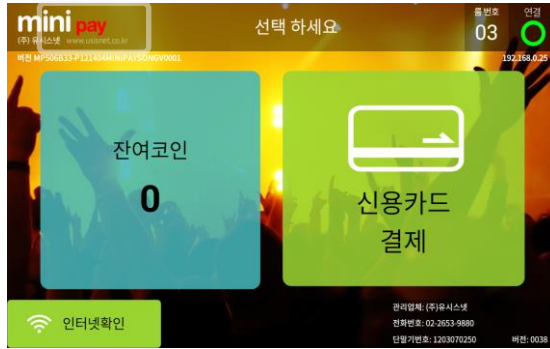 mini pay
(주) 유시스넷 www.usisnet.co.kr
버전 MP506B33-P121404MINIPAYSIONGV0001
선택 하세요
룸번호
03
연결
192.168.0.25
잔여코인
0
신용카드
결제
인터넷확인
관리업체: (주)유시스넷
전화번호: 02-2653-9880
단말기번호: 1203070250
버전: 0038